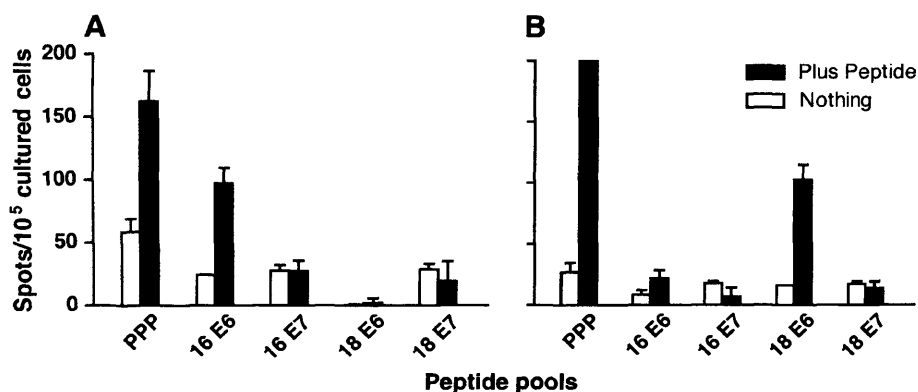 A
B
Spots/10⁵ cultured cells
200
150
100
50
0
Plus Peptide
Nothing
PPP
16 E6
16 E7
18 E6
18 E7
PPP
16 E6
16 E7
18 E6
18 E7
Peptide pools